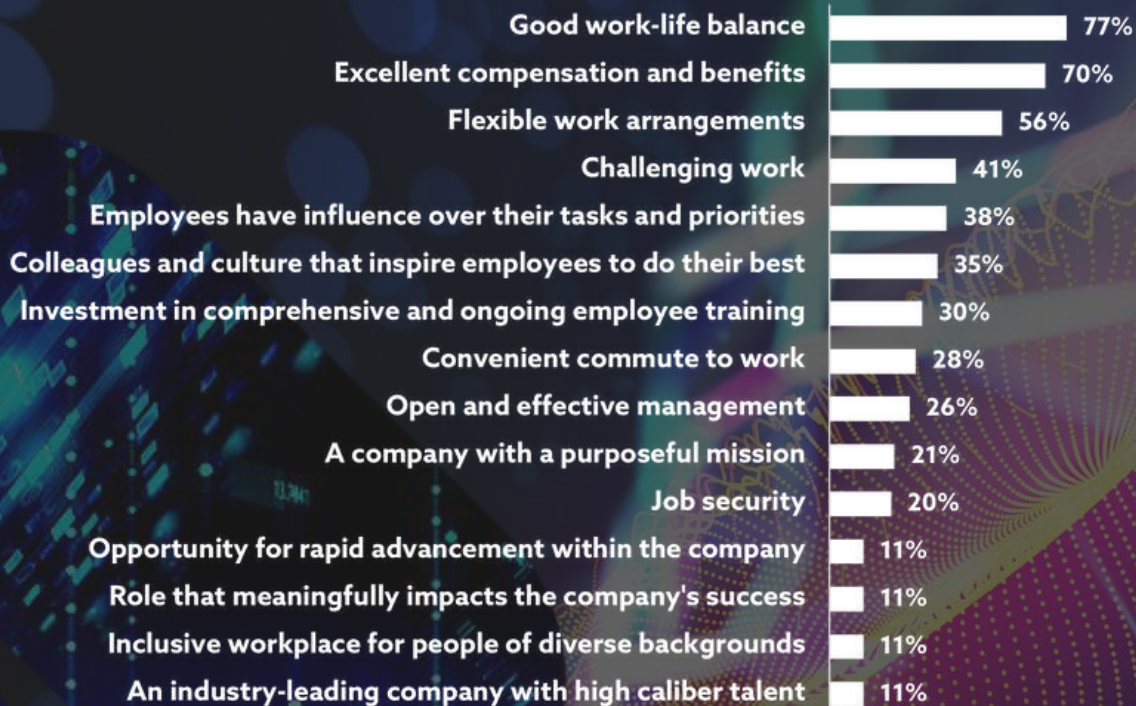 Good work-life balance 77%
Excellent compensation and benefits 70%
Flexible work arrangements 56%
Challenging work 41%
Employees have influence over their tasks and priorities 38%
Colleagues and culture that inspire employees to do their best 35%
Investment in comprehensive and ongoing employee training 30%
Convenient commute to work 28%
Open and effective management 26%
A company with a purposeful mission 21%
Job security 20%
Opportunity for rapid advancement within the company 11%
Role that meaningfully impacts the company's success 11%
Inclusive workplace for people of diverse backgrounds 11%
An industry-leading company with high caliber talent 11%